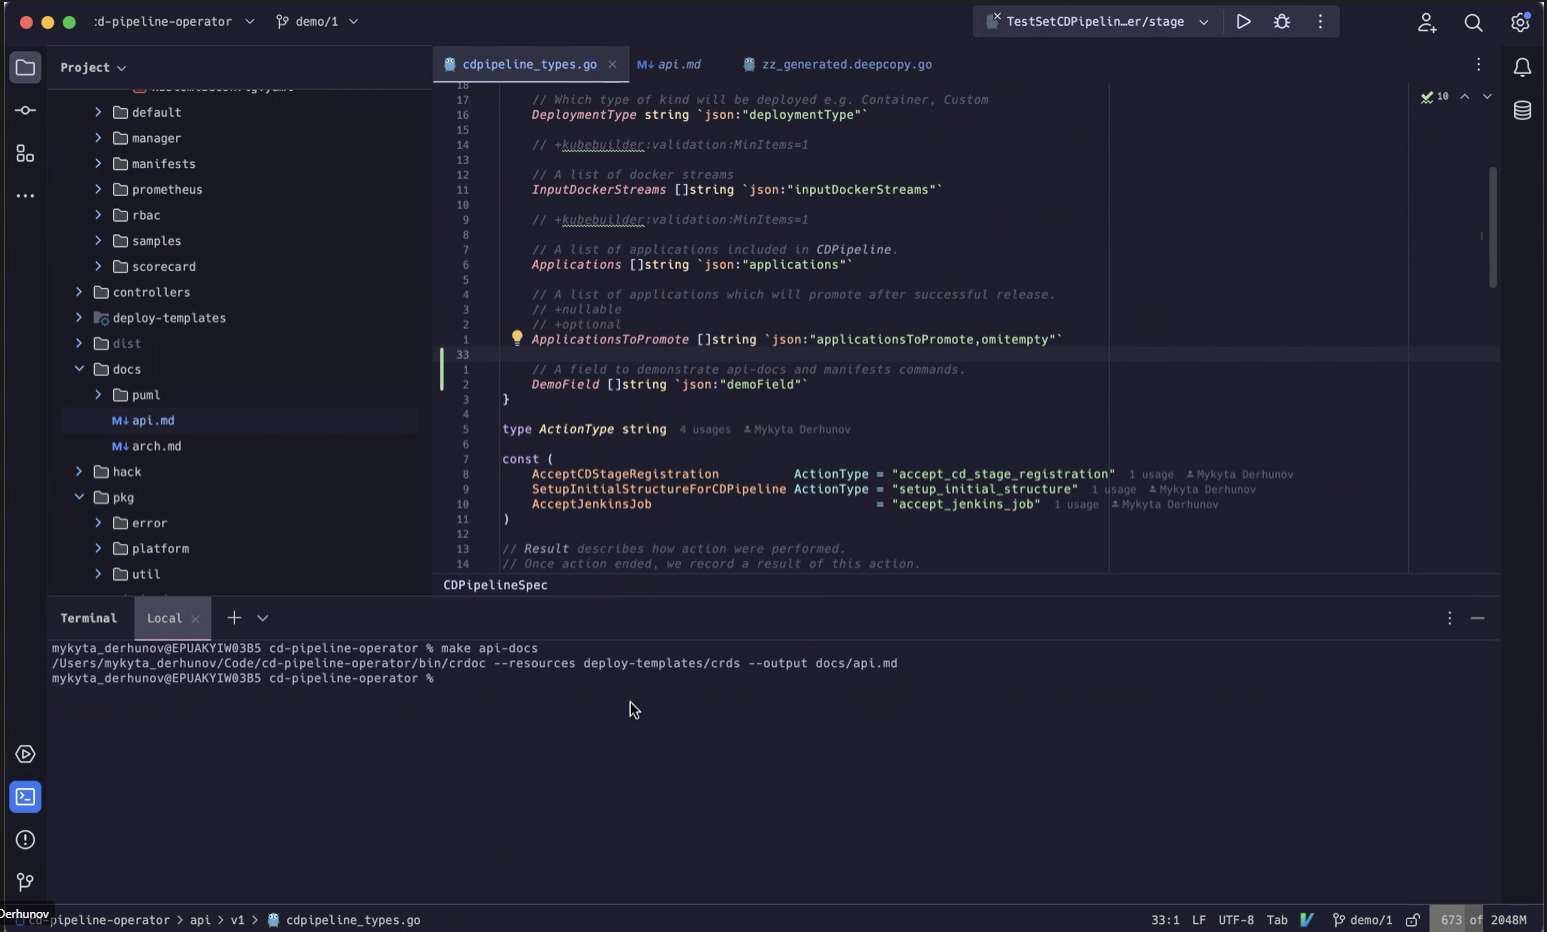 :d-pipeline-operator
demo/1
TestSetCDPipelin…er/stage
Project
cdpipeline_types.go
M↓ api.md
zz_generated.deepcopy.go
default
manager
manifests
prometheus
rbac
samples
scorecard
controllers
deploy-templates
dist
docs
puml
M↓ api.md
M↓ arch.md
hack
pkg
error
platform
util
10
18
17 // Which type of kind will be deployed e.g. Container, Custom
16 DeploymentType string `json:"deploymentType"`
15
14 // +kubebuilder:validation:MinItems=1
13
12 // A list of docker streams
11 InputDockerStreams []string `json:"inputDockerStreams"`
10
9 // +kubebuilder:validation:MinItems=1
8
7 // A list of applications included in CDPipeline.
6 Applications []string `json:"applications"`
5
4 // A list of applications which will promote after successful release.
3 // +nullable
2 // +optional
1 ApplicationsToPromote []string `json:"applicationsToPromote,omitempty"`
33
1 // A field to demonstrate api-docs and manifests commands.
2 DemoField []string `json:"demoField"`
3 }
4
5 type ActionType string 4 usages Mykyta Derhunov
6
7 const (
8 AcceptCDStageRegistration ActionType = "accept_cd_stage_registration" 1 usage Mykyta Derhunov
9 SetupInitialStructureForCDPipeline ActionType = "setup_initial_structure" 1 usage Mykyta Derhunov
10 AcceptJenkinsJob = "accept_jenkins_job" 1 usage Mykyta Derhunov
11 )
12
13 // Result describes how action were performed.
14 // Once action ended, we record a result of this action.
CDPipelineSpec
Terminal Local
mykyta_derhunov@EPUAKYIW03B5 cd-pipeline-operator % make api-docs
/Users/mykyta_derhunov/Code/cd-pipeline-operator/bin/crdoc --resources deploy-templates/crds --output docs/api.md
mykyta_derhunov@EPUAKYIW03B5 cd-pipeline-operator %
Derhunov
cd-pipeline-operator > api > v1 > cdpipeline_types.go
33:1 LF UTF-8 Tab demo/1 673 of 2048M